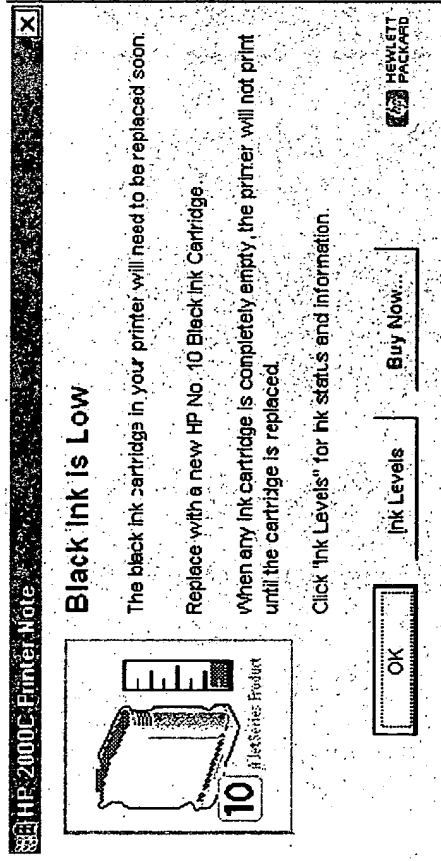 HP 2000C Printer Note
Black Ink is Low
The black ink cartridge in your printer will need to be replaced soon.
Replace with a new HP No. 10 Black Ink Cartridge.
When any ink cartridge is completely empty, the printer will not print
until the cartridge is replaced.
Click "Ink Levels" for ink status and information.
10
JetSeries Product
OK
Ink Levels
Buy Now...
hp HEWLETT
PACKARD